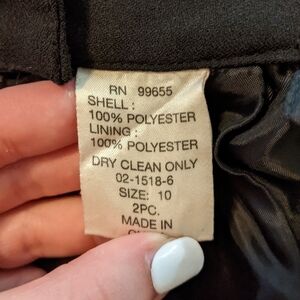 RN 99655
SHELL :
100% POLYESTER
LINING :
100% POLYESTER
DRY CLEAN ONLY
02-1518-6
SIZE: 10
2PC.
MADE IN